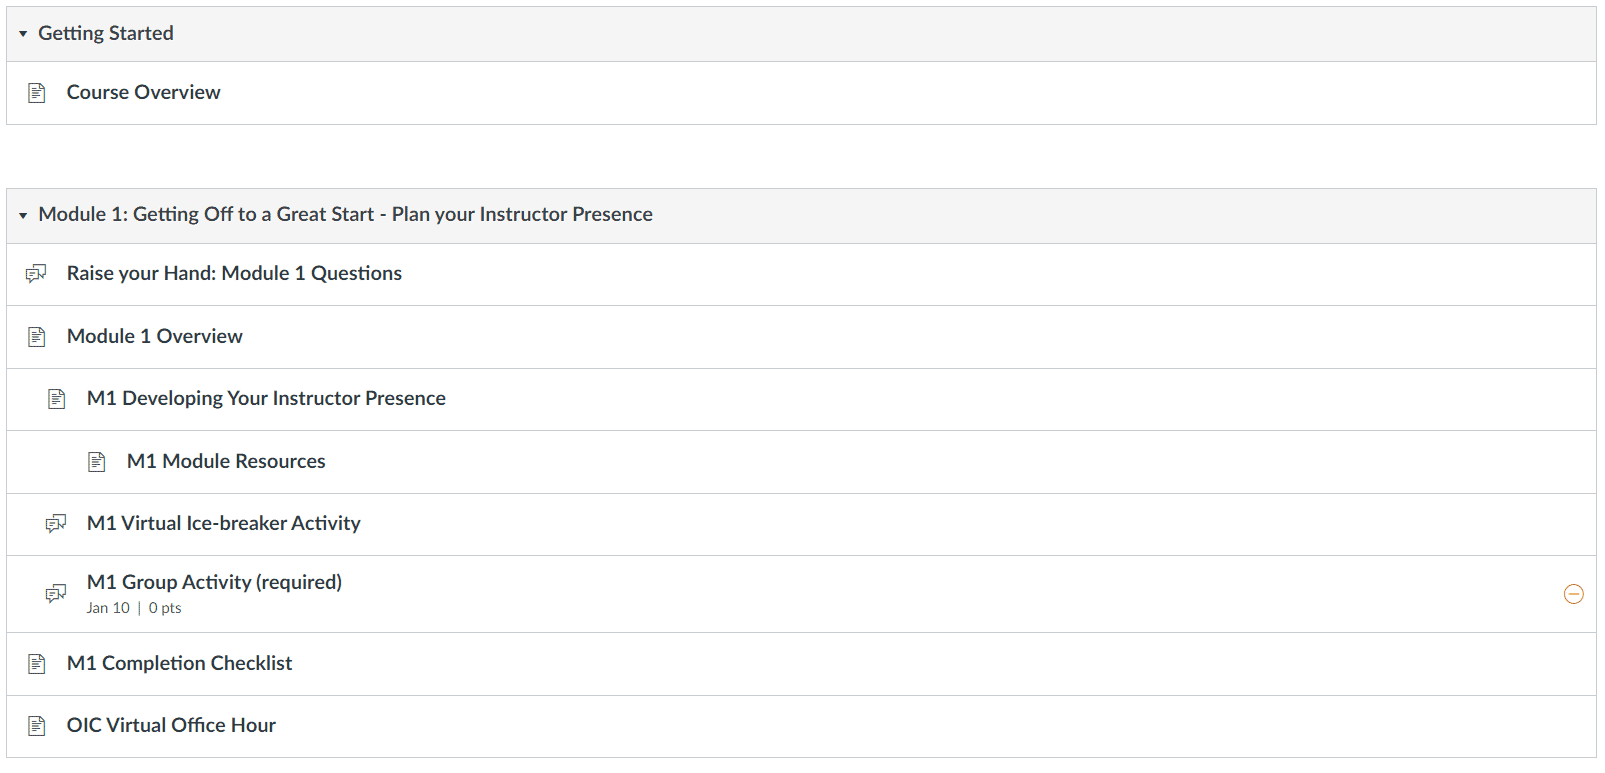 Getting Started
Course Overview
Module 1: Getting Off to a Great Start - Plan your Instructor Presence
Raise your Hand: Module 1 Questions
Module 1 Overview
M1 Developing Your Instructor Presence
M1 Module Resources
M1 Virtual Ice-breaker Activity
M1 Group Activity (required)
Jan 10 | 0 pts
M1 Completion Checklist
OIC Virtual Office Hour